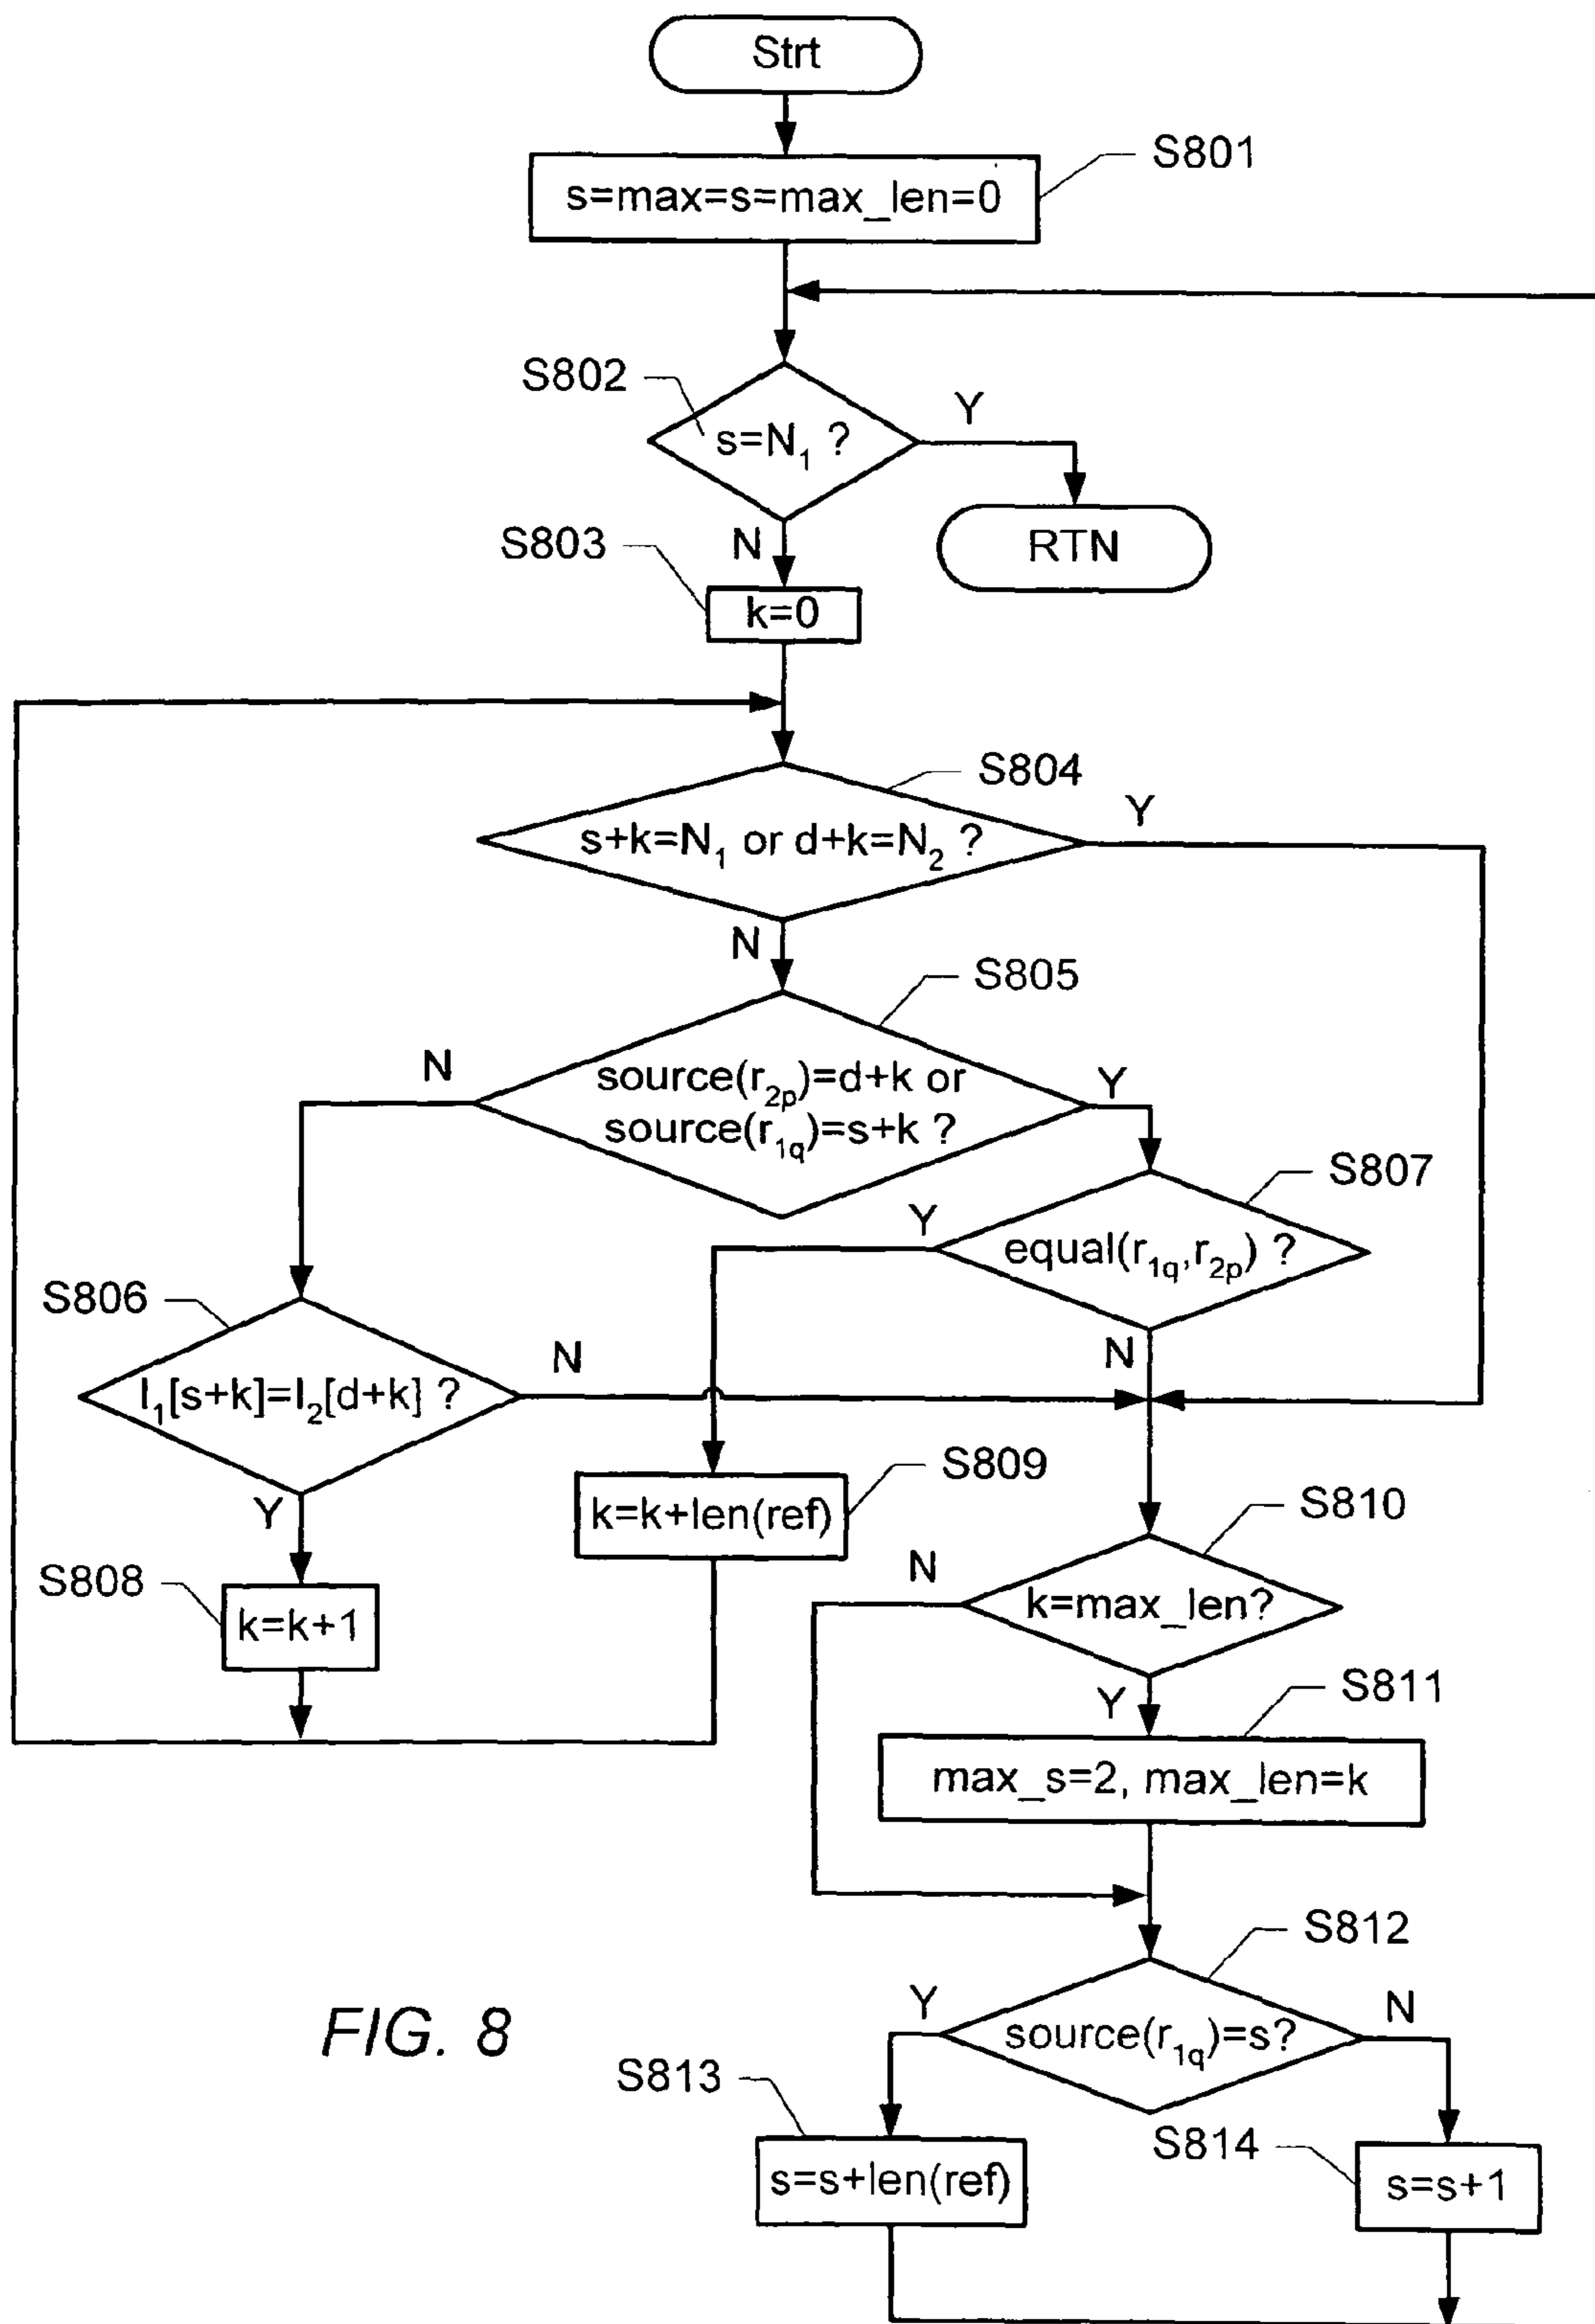 Strt
S801
s=max=s=max_len=0
S802
s=N₁ ?
Y
N
RTN
S803
k=0
S804
s+k=N₁ or d+k=N₂ ?
Y
N
S805
source(r₂ₚ)=d+k or
source(r₁q)=s+k ?
N
Y
S807
equal(r₁q,r₂ₚ) ?
Y
N
S806
I₁[s+k]=I₂[d+k] ?
N
Y
S809
k=k+len(ref)
S808
k=k+1
S810
k=max_len?
N
Y
S811
max_s=2, max_len=k
S812
source(r₁q)=s?
Y
N
S813
s=s+len(ref)
S814
s=s+1
FIG. 8